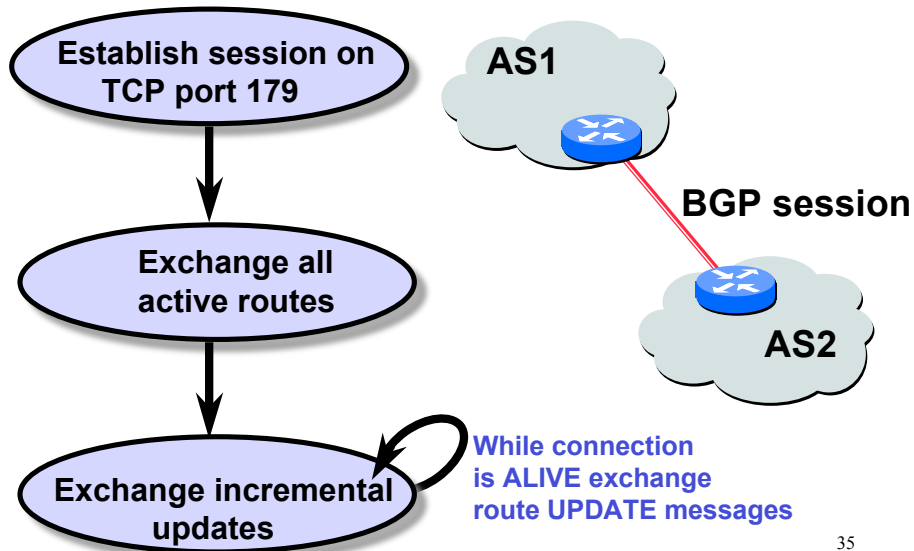 Establish session on
TCP port 179
AS1
BGP session
Exchange all
active routes
AS2
Exchange incremental
updates
While connection
is ALIVE exchange
route UPDATE messages
35